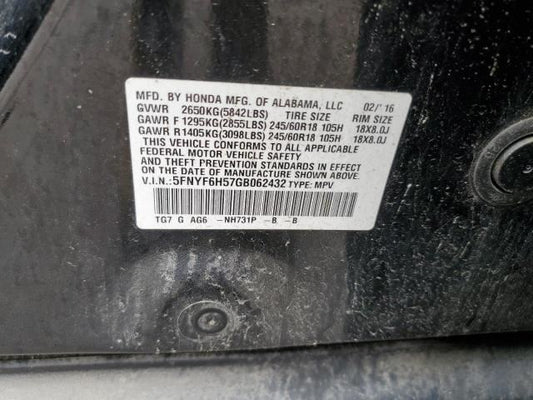 MFD. BY HONDA MFG. OF ALABAMA, LLC 02/'16
GVWR 2650KG(5842LBS) TIRE SIZE RIM SIZE
GAWR F 1295KG(2855LBS) 245/60R18 105H 18X8.0J
GAWR R 1405KG(3098LBS) 245/60R18 105H 18X8.0J
THIS VEHICLE CONFORMS TO ALL APPLICABLE
FEDERAL MOTOR VEHICLE SAFETY
AND THEFT PREVENTION STANDARDS IN EFFECT
ON THE DATE OF MANUFACTURE SHOWN ABOVE.
V.I.N.:5FNYF6H57GB062432 TYPE: MPV
TG7 G AG6 -NH731P -B -B